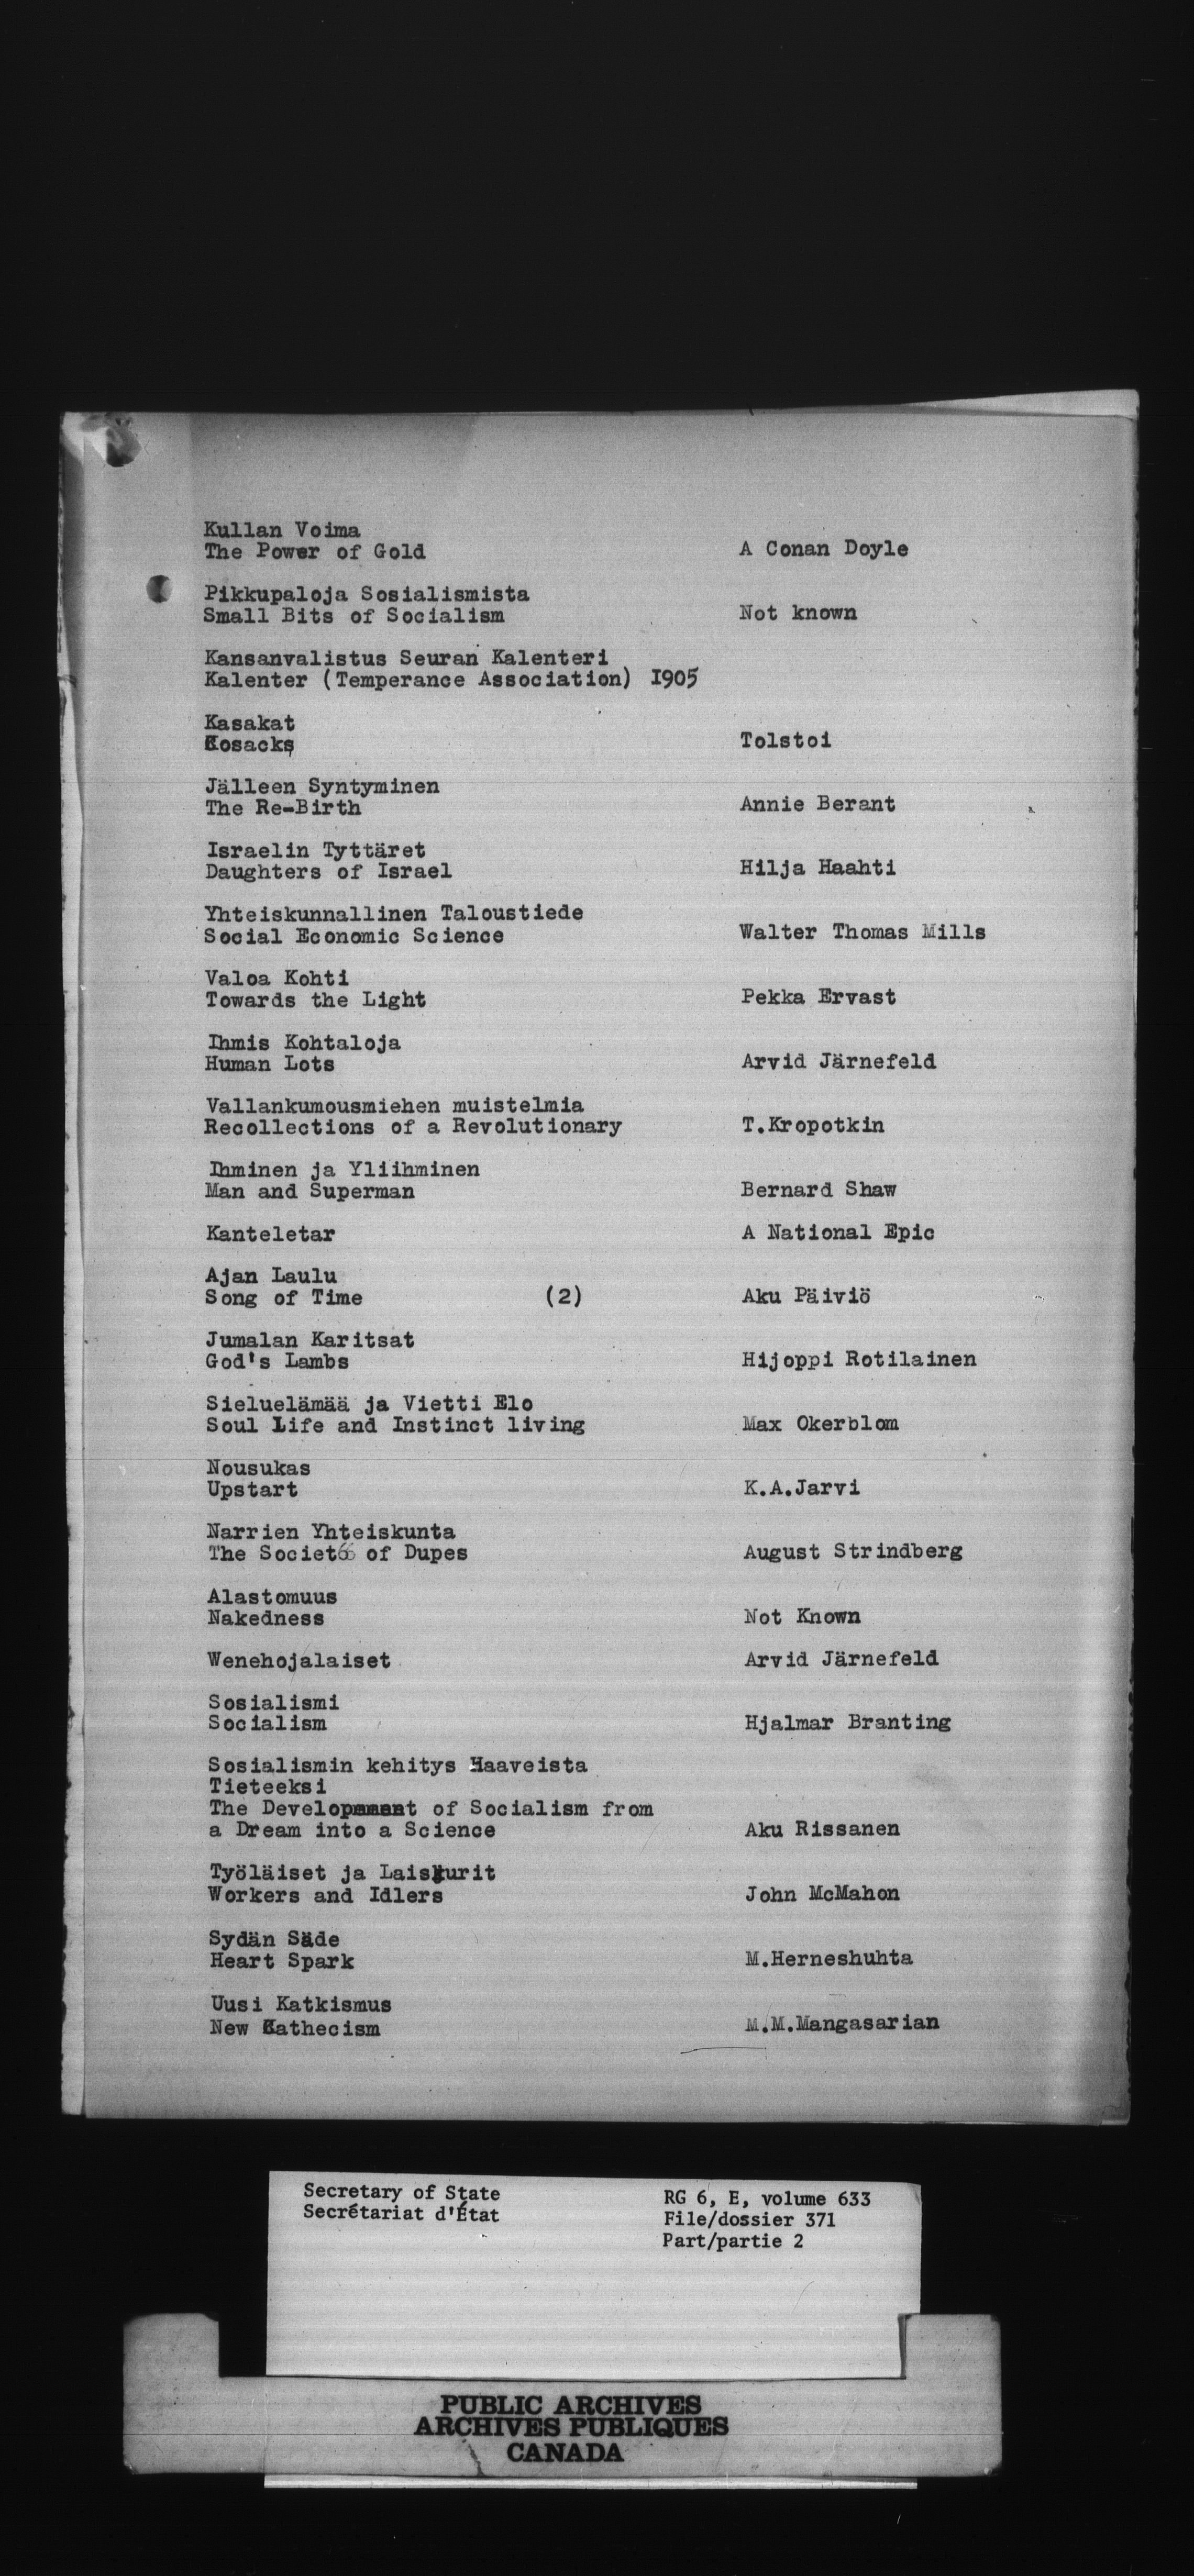 Kullan Voima
The Power of Gold A Conan Doyle
Pikkupaloja Sosialismista
Small Bits of Socialism Not known
Kansanvalistus Seuran Kalenteri
Kalenter (Temperance Association) 1905
Kasakat
Kosacks Tolstoi
Jälleen Syntyminen
The Re-Birth Annie Berant
Israelin Tyttäret
Daughters of Israel Hilja Haahti
Yhteiskunnallinen Taloustiede
Social Economic Science Walter Thomas Mills
Valoa Kohti
Towards the Light Pekka Ervast
Ihmis Kohtaloja
Human Lots Arvid Järnefeld
Vallankumousmiehen muistelmia
Recollections of a Revolutionary T.Kropotkin
Ihminen ja Yliihminen
Man and Superman Bernard Shaw
Kanteletar A National Epic
Ajan Laulu
Song of Time (2) Aku Päiviö
Jumalan Karitsat
God's Lambs Hijoppi Rotilainen
Sieluelämää ja Vietti Elo
Soul Life and Instinct living Max Okerblom
Nousukas
Upstart K.A.Jarvi
Narrien Yhteiskunta
The of Dupes August Strindberg
Alastomuus
Nakedness Not Known
Wenehojalaiset Arvid Järnefeld
Sosialismi
Socialism Hjalmar Branting
Sosialismin kehitys Haaveista
Tieteeksi
The Development of Socialism from
a Dream into a Science Aku Rissanen
Työläiset ja Laiskurit
Workers and Idlers John McMahon
Sydän Säde
Heart Spark M.Herneshuhta
Uusi Katkismus
New Kathecism M.M.Mangasarian
Secretary of State
Secrétariat d'État
RG 6, E, volume 633
File/dossier 371
Part/partie 2
PUBLIC ARCHIVES
ARCHIVES PUBLIQUES
CANADA